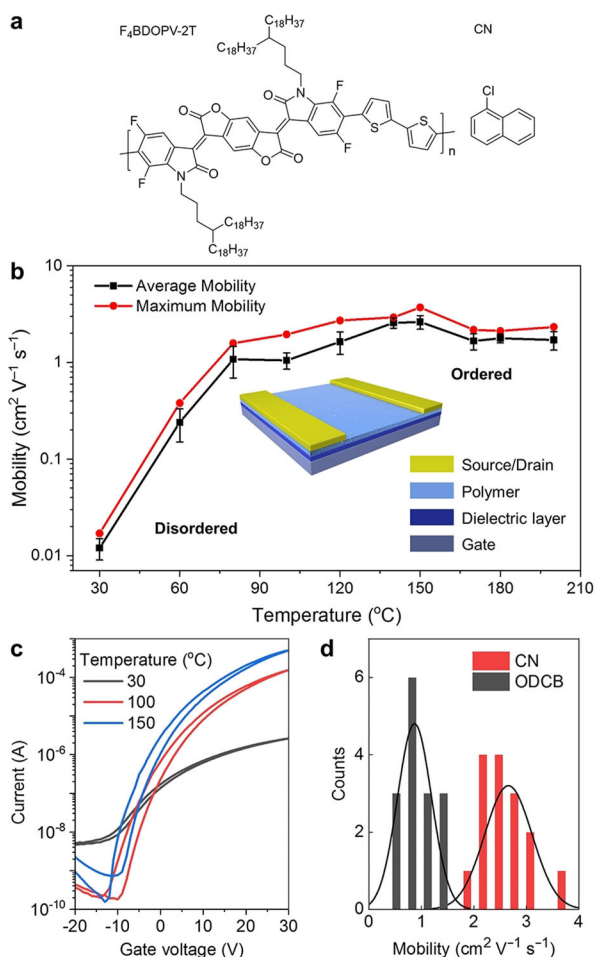 a
F₄BDOPV-2T
CN
C₁₈H₃₇
C₁₈H₃₇
N
F
O
O
O
S
n
Cl
F
F
S
F
N
O
O
O
C₁₈H₃₇
C₁₈H₃₇
b
Average Mobility
Maximum Mobility
Mobility (cm² V⁻¹ s⁻¹)
10
1
0.1
0.01
Ordered
Disordered
Source/Drain
Polymer
Dielectric layer
Gate
30 60 90 120 150 180 210
Temperature (°C)
c
Temperature (°C)
30
100
150
Current (A)
10⁻⁴
10⁻⁶
10⁻⁸
10⁻¹⁰
-20 -10 0 10 20 30
Gate voltage (V)
d
CN
ODCB
Counts
6
4
2
0
0 1 2 3 4
Mobility (cm² V⁻¹ s⁻¹)